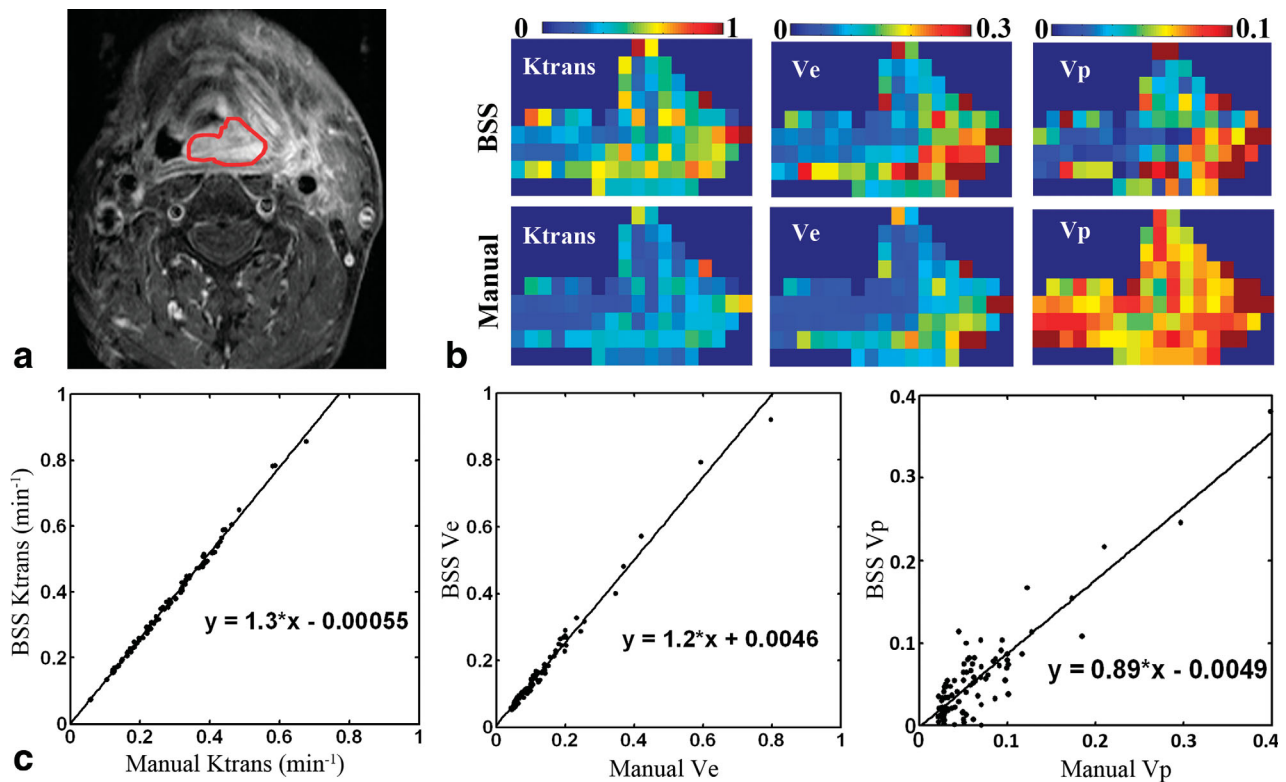 a
b
0 1
0 0.3
0 0.1
BSS
Ktrans
Ve
Vp
Manual
Ktrans
Ve
Vp
c
BSS Ktrans (min⁻¹)
1
0.8
0.6
0.4
0.2
0
y = 1.3*x - 0.00055
0 0.2 0.4 0.6 0.8 1
Manual Ktrans (min⁻¹)
BSS Ve
1
0.8
0.6
0.4
0.2
0
y = 1.2*x + 0.0046
0 0.2 0.4 0.6 0.8 1
Manual Ve
BSS Vp
0.4
0.3
0.2
0.1
0
y = 0.89*x - 0.0049
0 0.1 0.2 0.3 0.4
Manual Vp